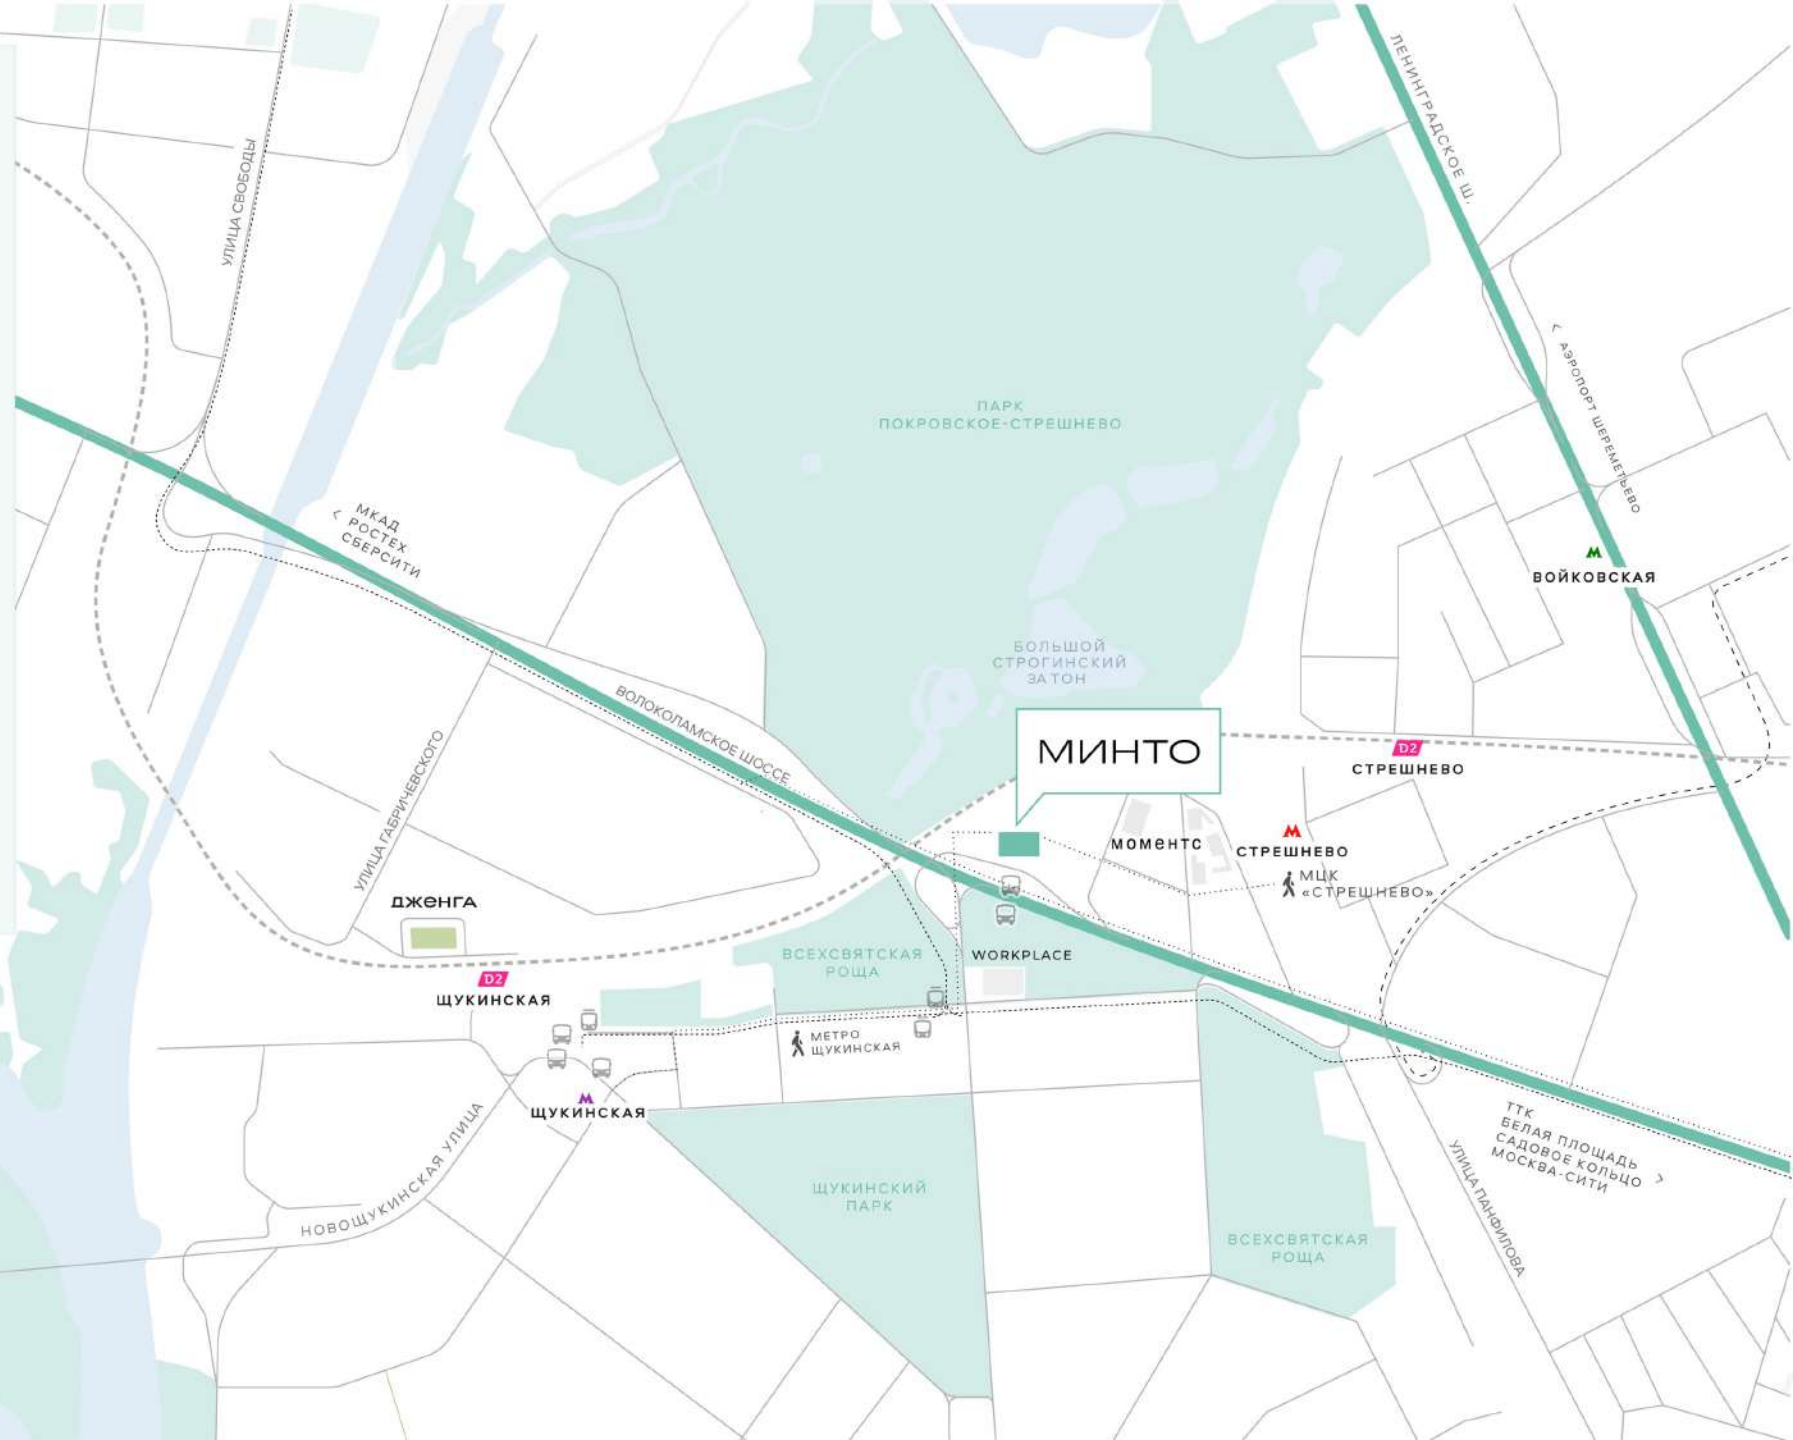 ЛЕНИНГРАДСКОЕ Ш.
УЛИЦА СВОБОДЫ
< АЭРОПОРТ ШЕРЕМЕТЬЕВО
ПАРК
ПОКРОВСКОЕ-СТРЕШНЕВО
МКАД
< РОСТЕХ
СБЕРСИТИ
М
ВОЙКОВСКАЯ
БОЛЬШОЙ
СТРОГИНСКИЙ
ЗАТОН
ВОЛОКОЛАМСКОЕ ШОССЕ
МИНТО
D2
СТРЕШНЕВО
УЛИЦА ГАБРИЧЕВСКОГО
М
СТРЕШНЕВО
МОМЕНТС
МЦК
«СТРЕШНЕВО»
ДЖЕНГА
ВСЕХСВЯТСКАЯ
РОЩА
WORKPLACE
D2
ЩУКИНСКАЯ
МЕТРО
ЩУКИНСКАЯ
М
ЩУКИНСКАЯ
НОВОЩУКИНСКАЯ УЛИЦА
ТТК
БЕЛАЯ ПЛОЩАДЬ
САДОВОЕ КОЛЬЦО >
МОСКВА-СИТИ
УЛИЦА ПАНФИЛОВА
ЩУКИНСКИЙ
ПАРК
ВСЕХСВЯТСКАЯ
РОЩА